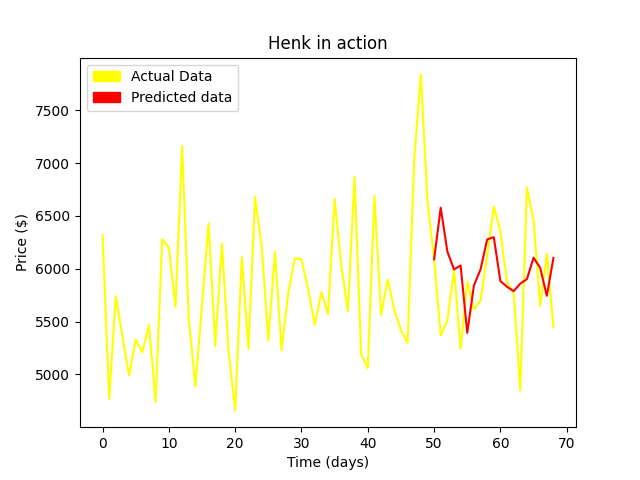 Henk in action
Actual Data
Predicted data
7500
7000
6500
6000
5500
5000
Price ($)
0 10 20 30 40 50 60 70
Time (days)